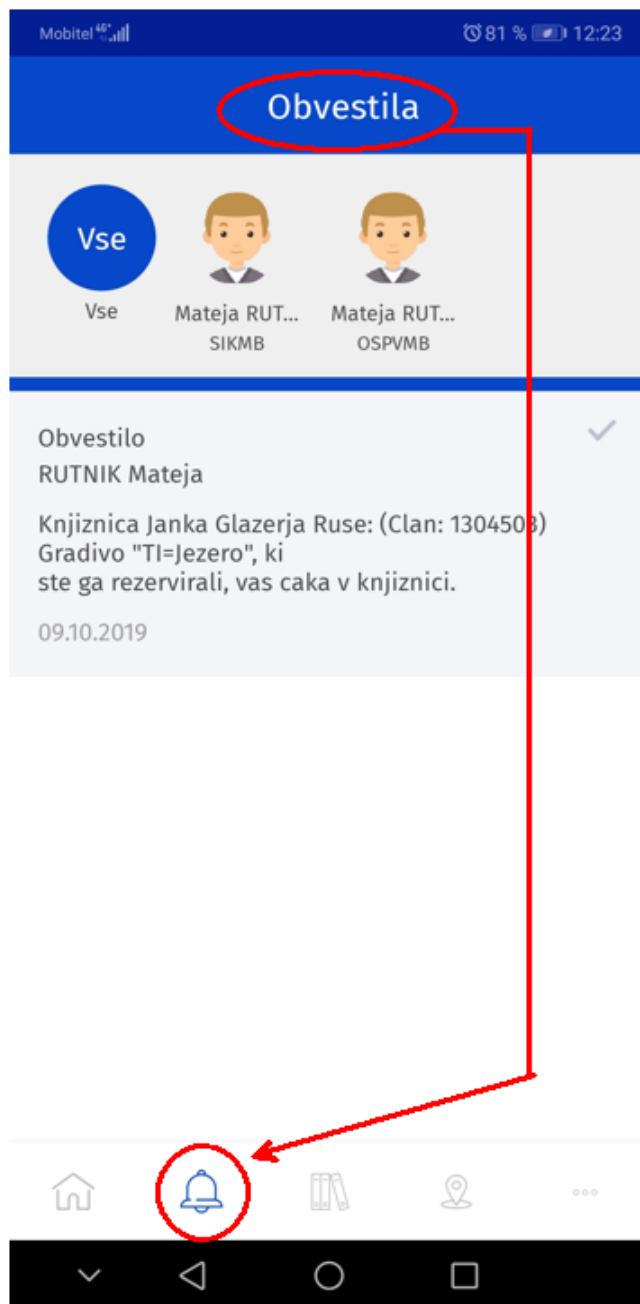 Mobitel 81 % 12:23
Obvestila
Vse
Vse
Mateja RUT... Mateja RUT...
SIKMB OSPVMB
Obvestilo
RUTNIK Mateja
Knjiznica Janka Glazerja Ruse: (Clan: 1304503)
Gradivo "TI=Jezero", ki
ste ga rezervirali, vas caka v knjiznici.
09.10.2019